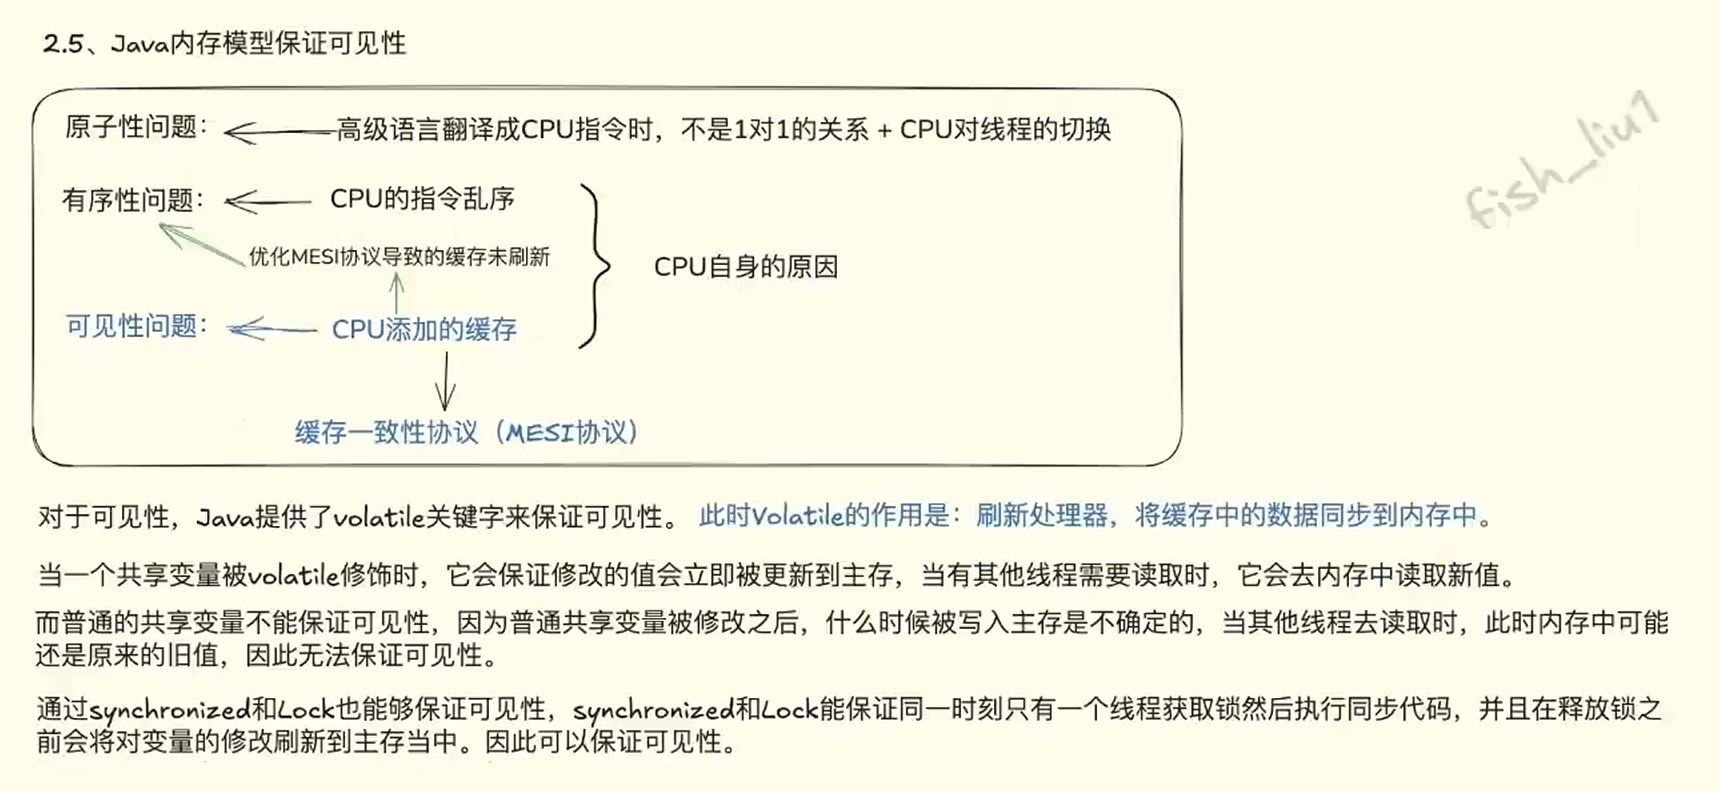 2.5、Java内存模型保证可见性
原子性问题：
高级语言翻译成CPU指令时，不是1对1的关系 + CPU对线程的切换
fish_liu1
有序性问题：
CPU的指令乱序
优化MESI协议导致的缓存未刷新
CPU自身的原因
可见性问题：
CPU添加的缓存
缓存一致性协议（MESI协议）
对于可见性，Java提供了volatile关键字来保证可见性。 此时Volatile的作用是：刷新处理器，将缓存中的数据同步到内存中。
当一个共享变量被volatile修饰时，它会保证修改的值会立即被更新到主存，当有其他线程需要读取时，它会去内存中读取新值。
而普通的共享变量不能保证可见性，因为普通共享变量被修改之后，什么时候被写入主存是不确定的，当其他线程去读取时，此时内存中可能
还是原来的旧值，因此无法保证可见性。
通过synchronized和Lock也能够保证可见性，synchronized和Lock能保证同一时刻只有一个线程获取锁然后执行同步代码，并且在释放锁之
前会将对变量的修改刷新到主存当中。因此可以保证可见性。